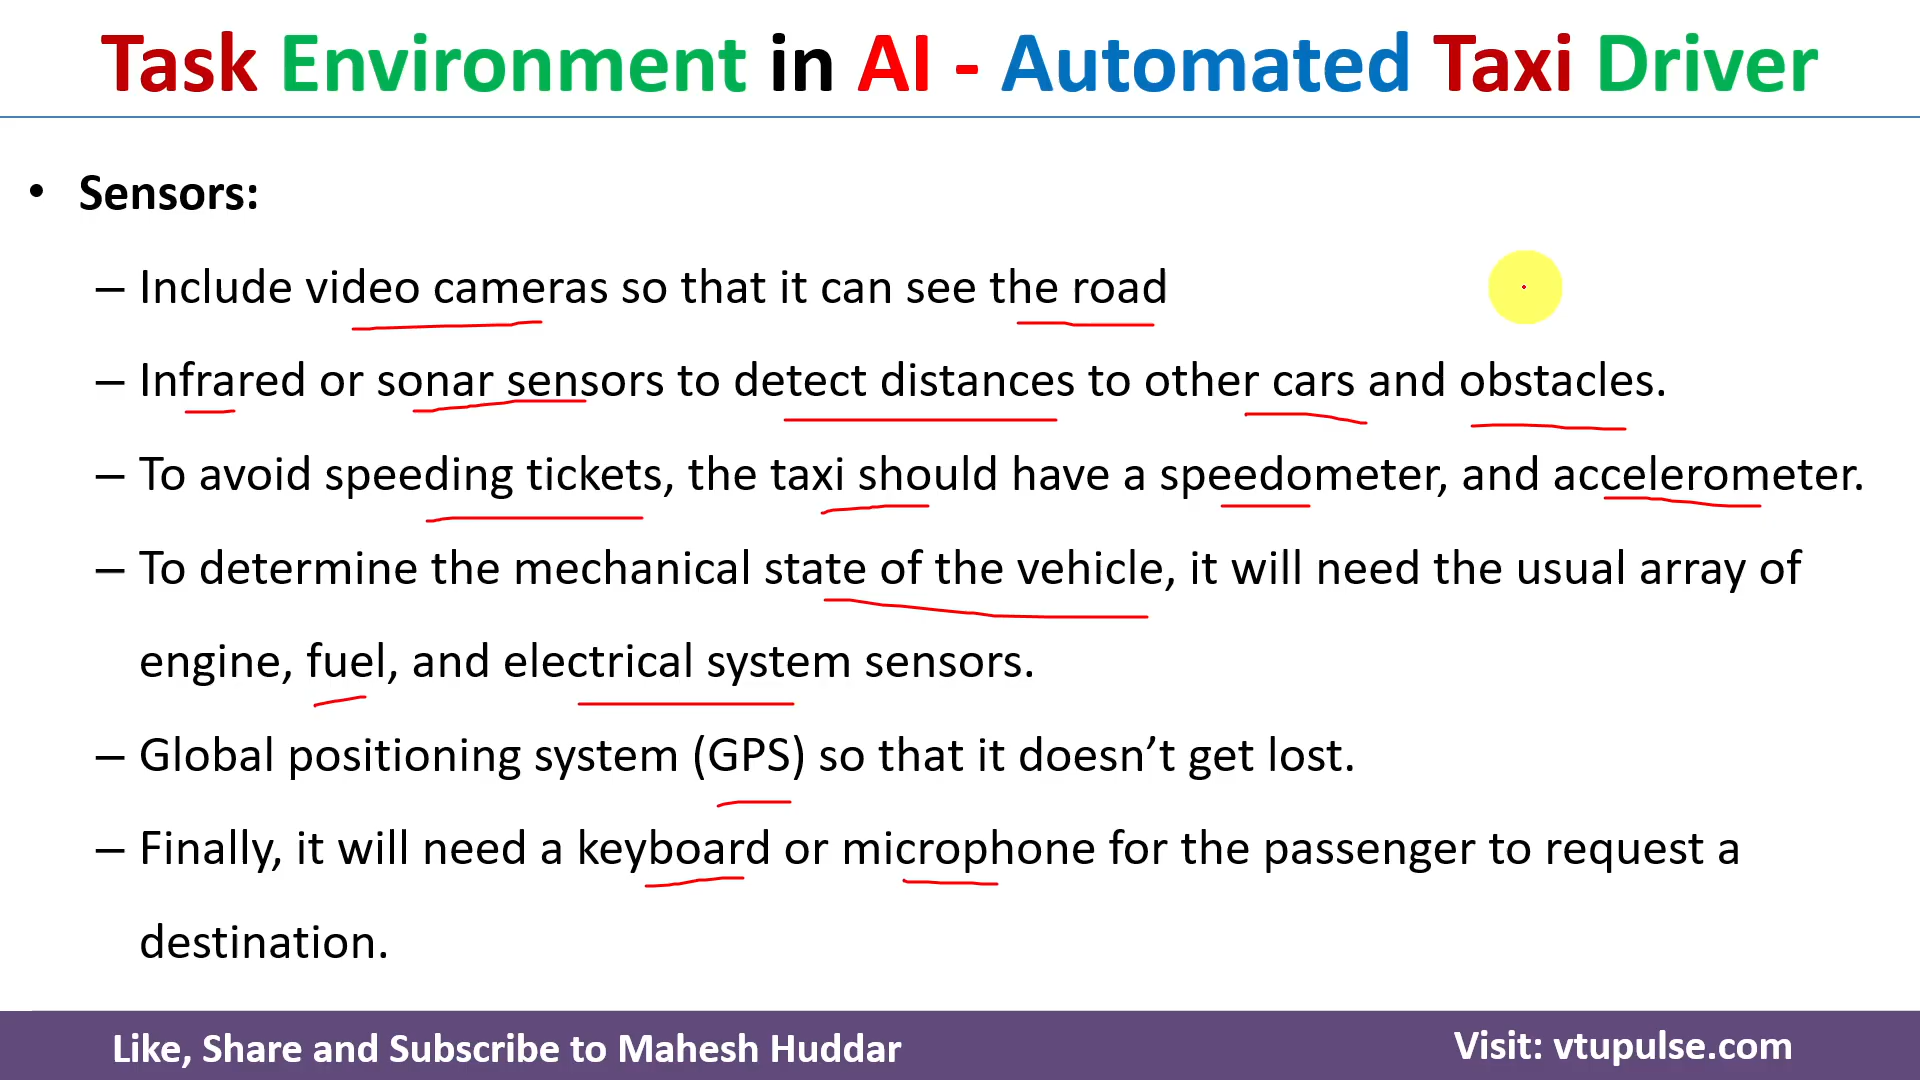 Task Environment in AI - Automated Taxi Driver
• Sensors:
– Include video cameras so that it can see the road
– Infrared or sonar sensors to detect distances to other cars and obstacles.
– To avoid speeding tickets, the taxi should have a speedometer, and accelerometer.
– To determine the mechanical state of the vehicle, it will need the usual array of
engine, fuel, and electrical system sensors.
– Global positioning system (GPS) so that it doesn’t get lost.
– Finally, it will need a keyboard or microphone for the passenger to request a
destination.
Like, Share and Subscribe to Mahesh Huddar
Visit: vtupulse.com